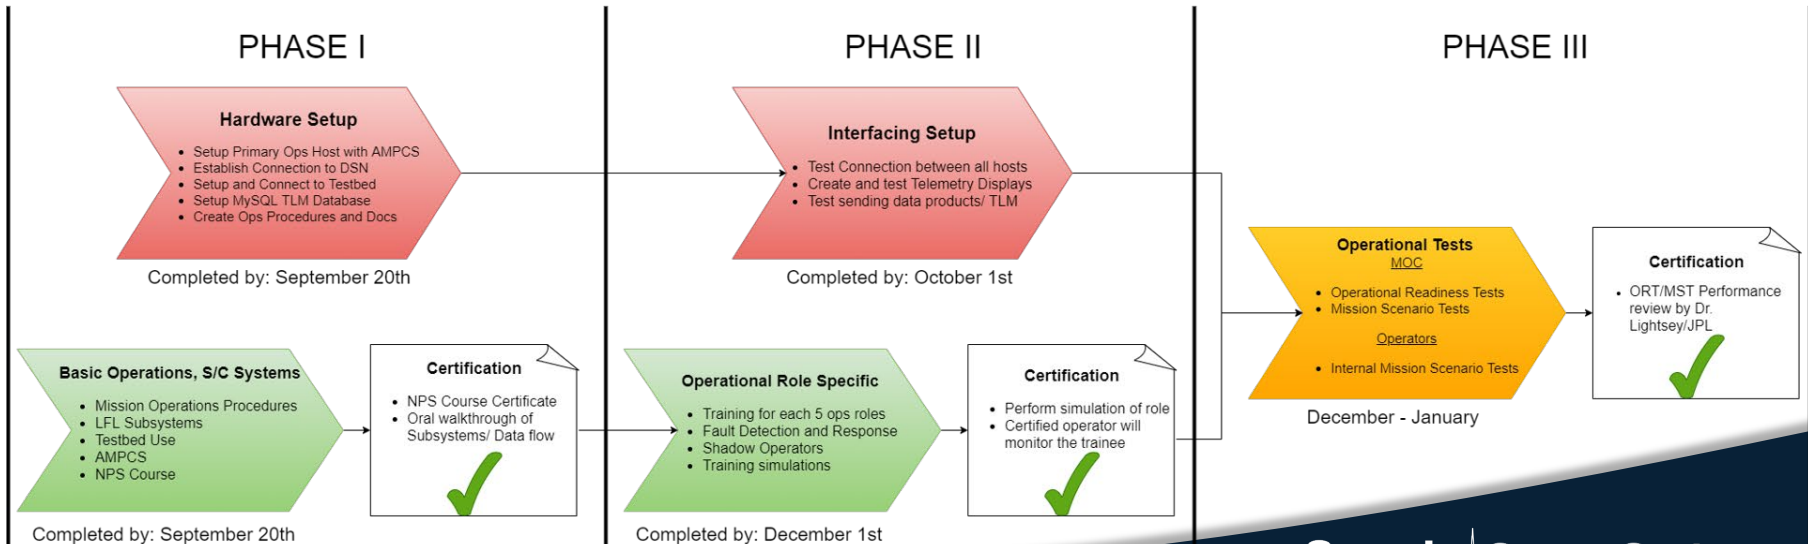 PHASE I
Hardware Setup
• Setup Primary Ops Host with AMPCS
• Establish Connection to DSN
• Setup and Connect to Testbed
• Setup MySQL TLM Database
• Create Ops Procedures and Docs
Completed by: September 20th
Basic Operations, S/C Systems
• Mission Operations Procedures
• LFL Subsystems
• Testbed Use
• AMPCS
• NPS Course
Completed by: September 20th
Certification
• NPS Course Certificate
• Oral walkthrough of
Subsystems/ Data flow
PHASE II
Interfacing Setup
• Test Connection between all hosts
• Create and test Telemetry Displays
• Test sending data products/ TLM
Completed by: October 1st
Operational Role Specific
• Training for each 5 ops roles
• Fault Detection and Response
• Shadow Operators
• Training simulations
Completed by: December 1st
Certification
• Perform simulation of role
• Certified operator will
monitor the trainee
PHASE III
Operational Tests
MOC
• Operational Readiness Tests
• Mission Scenario Tests
Operators
• Internal Mission Scenario Tests
December - January
Certification
• ORT/MST Performance
review by Dr.
Lightsey/JPL